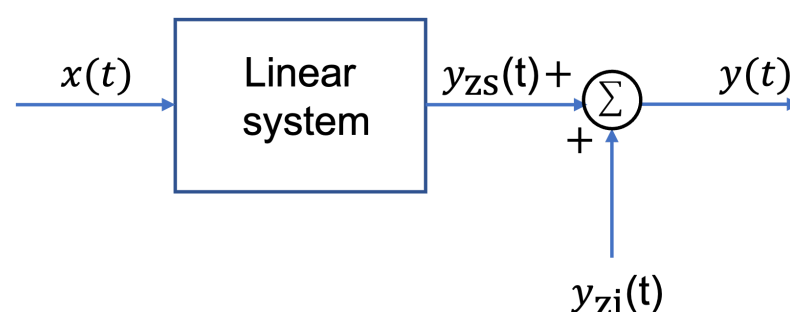 x(t)
Linear
system
y_zs(t) +
Σ
+
y(t)
y_zi(t)